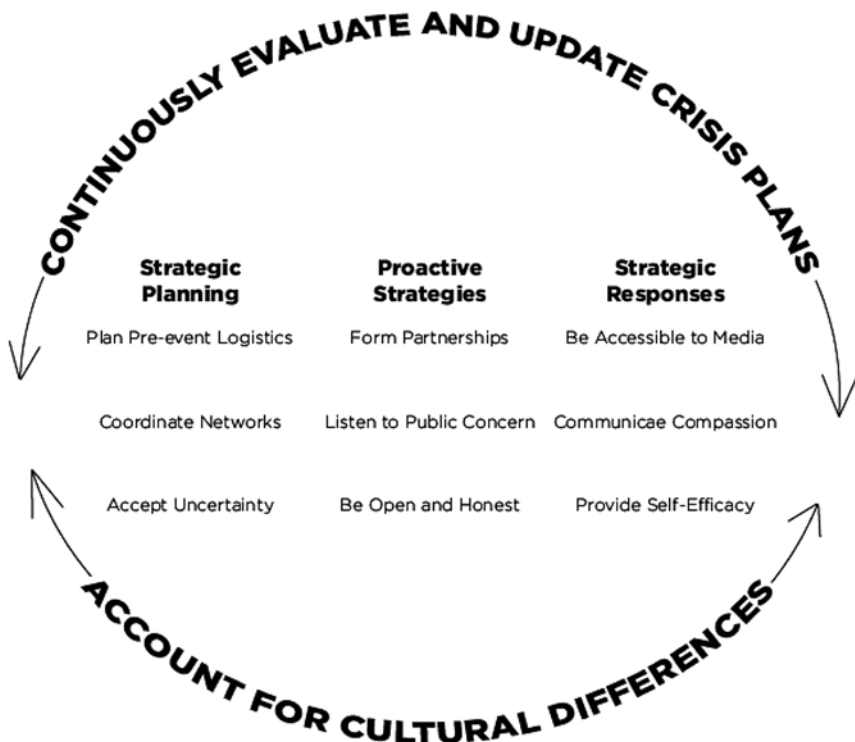 CONTINUOUSLY EVALUATE AND UPDATE CRISIS PLANS
Strategic
Planning
Proactive
Strategies
Strategic
Responses
Plan Pre-event Logistics
Form Partnerships
Be Accessible to Media
Coordinate Networks
Listen to Public Concern
Communicae Compassion
Accept Uncertainty
Be Open and Honest
Provide Self-Efficacy
ACCOUNT FOR CULTURAL DIFFERENCES